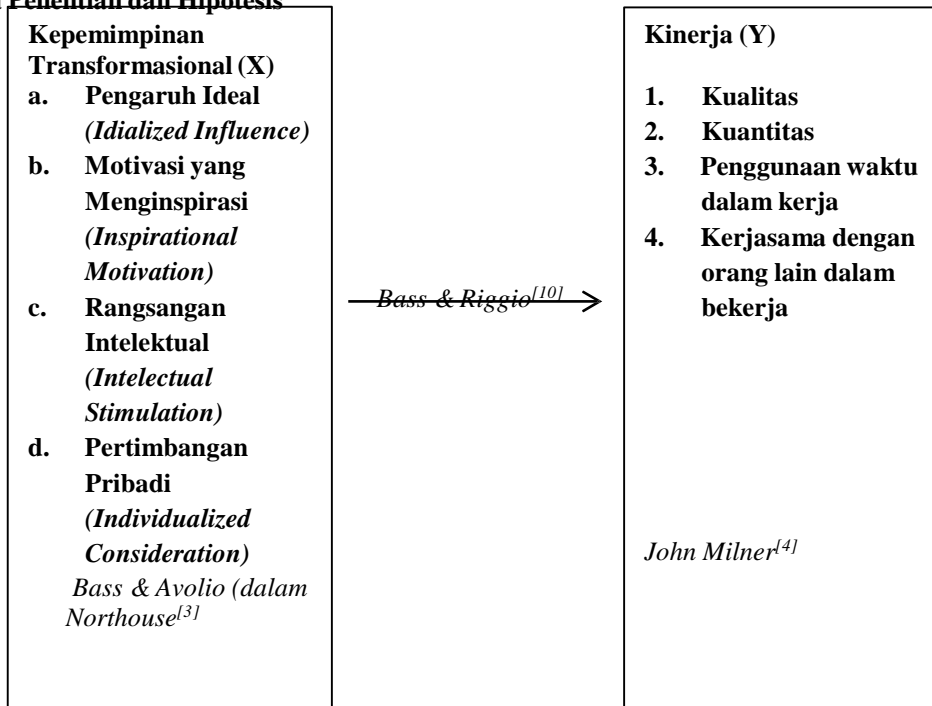 Penelitian dan Hipotesis
Kepemimpinan
Transformasional (X)
a. Pengaruh Ideal
(Idialized Influence)
b. Motivasi yang
Menginspirasi
(Inspirational
Motivation)
c. Rangsangan
Intelektual
(Intelectual
Stimulation)
d. Pertimbangan
Pribadi
(Individualized
Consideration)
Bass & Avolio (dalam
Northouse[3]
Bass & Riggio[10]
Kinerja (Y)
1. Kualitas
2. Kuantitas
3. Penggunaan waktu
dalam kerja
4. Kerjasama dengan
orang lain dalam
bekerja
John Milner[4]